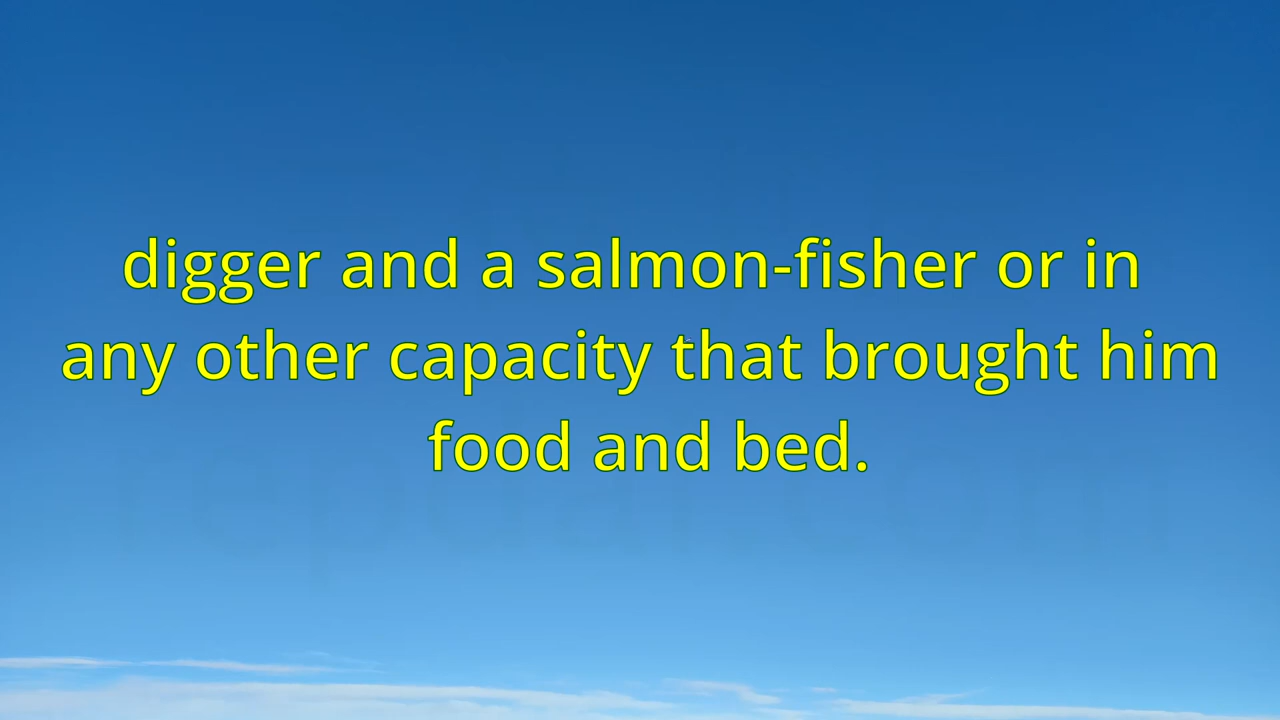 digger and a salmon-fisher or in
any other capacity that brought him
food and bed.